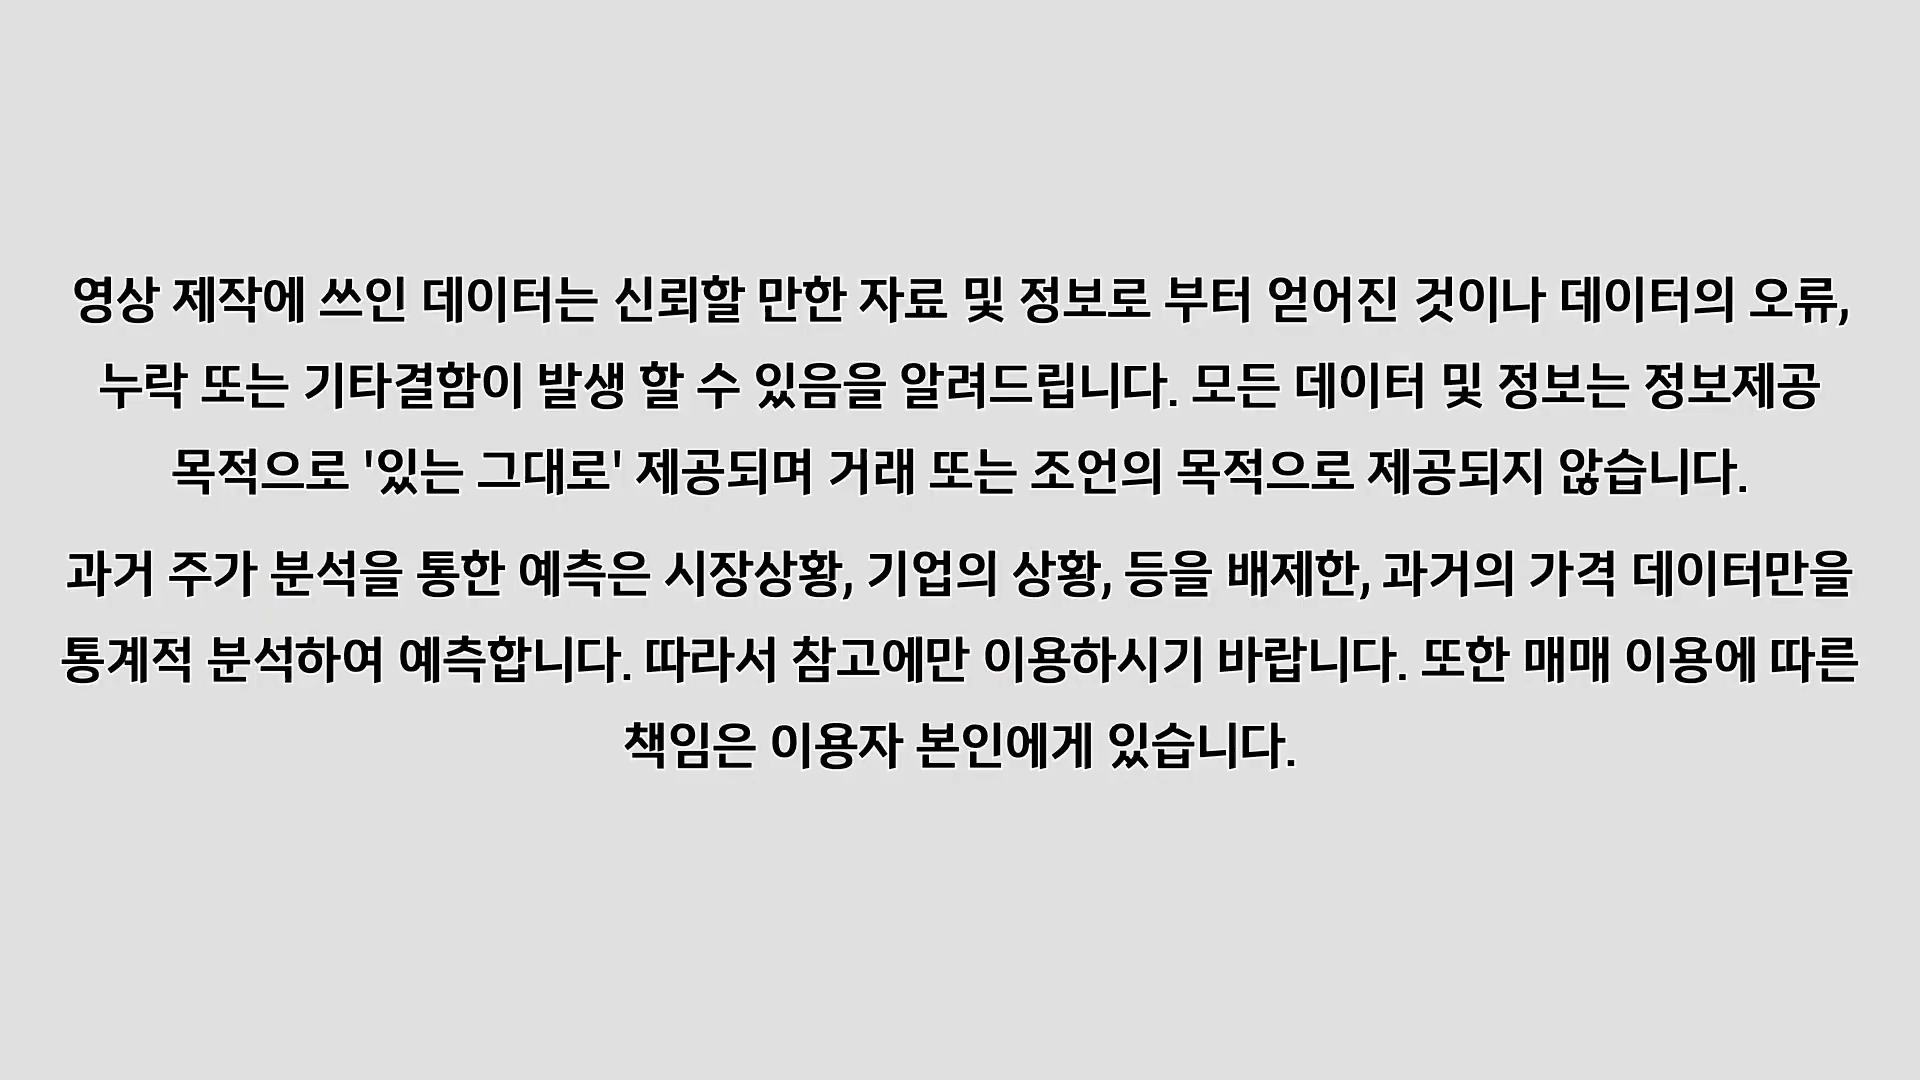 영상 제작에 쓰인 데이터는 신뢰할 만한 자료 및 정보로 부터 얻어진 것이나 데이터의 오류,
누락 또는 기타결함이 발생 할 수 있음을 알려드립니다. 모든 데이터 및 정보는 정보제공
목적으로 '있는 그대로' 제공되며 거래 또는 조언의 목적으로 제공되지 않습니다.
과거 주가 분석을 통한 예측은 시장상황, 기업의 상황, 등을 배제한, 과거의 가격 데이터만을
통계적 분석하여 예측합니다. 따라서 참고에만 이용하시기 바랍니다. 또한 매매 이용에 따른
책임은 이용자 본인에게 있습니다.